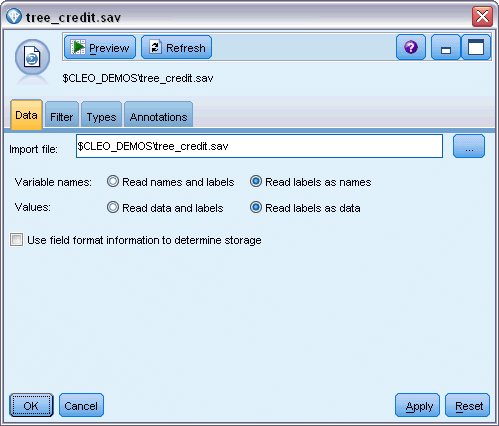 tree_credit.sav
Preview Refresh ?
$CLEO_DEMOS\tree_credit.sav
Data Filter Types Annotations
Import file: $CLEO_DEMOS\tree_credit.sav ...
Variable names: Read names and labels Read labels as names
Values: Read data and labels Read labels as data
Use field format information to determine storage
OK Cancel Apply Reset